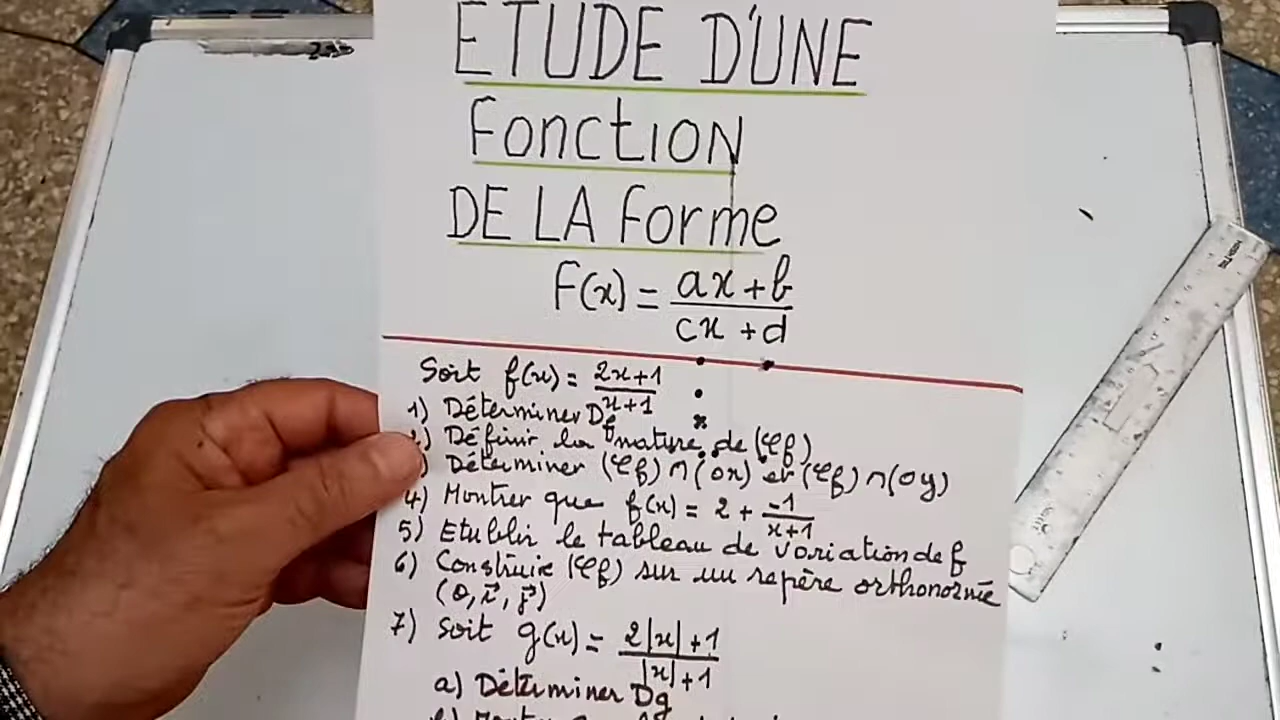 ETUDE D'UNE
Fonction
DE LA Forme
F(x) = (ax+b)/(cx+d)
Soit f(x) = (2x+1)/(x+1)
1) Déterminer Df
2) Définir la nature de (Cf)
) Déterminer (Cf) ∩ (ox) et (Cf) ∩ (oy)
4) Montrer que f(x) = 2 + (-1)/(x+1)
5) Etablir le tableau de variation de f
6) Construire (Cf) sur un repère orthonormé
(O, i⃗, j⃗)
7) Soit g(x) = (2|x|+1)/(|x|+1)
a) Déterminer Dg